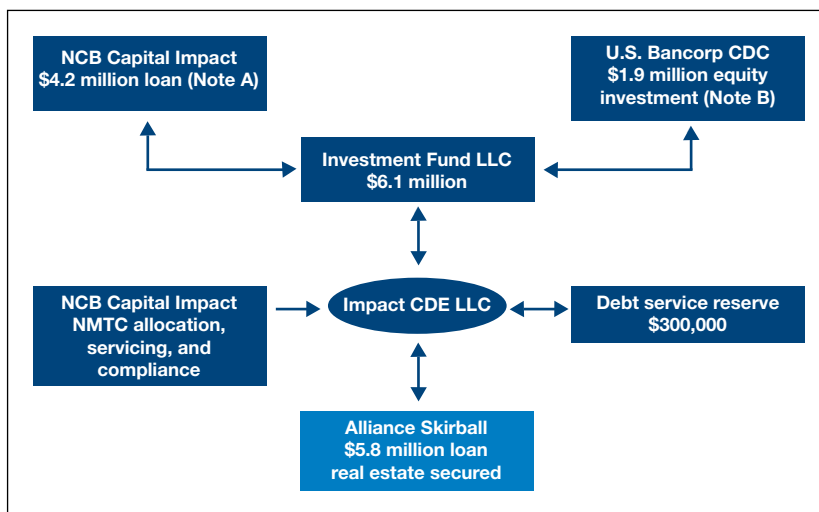 NCB Capital Impact
$4.2 million loan (Note A)
U.S. Bancorp CDC
$1.9 million equity
investment (Note B)
Investment Fund LLC
$6.1 million
NCB Capital Impact
NMTC allocation,
servicing, and
compliance
Impact CDE LLC
Debt service reserve
$300,000
Alliance Skirball
$5.8 million loan
real estate secured